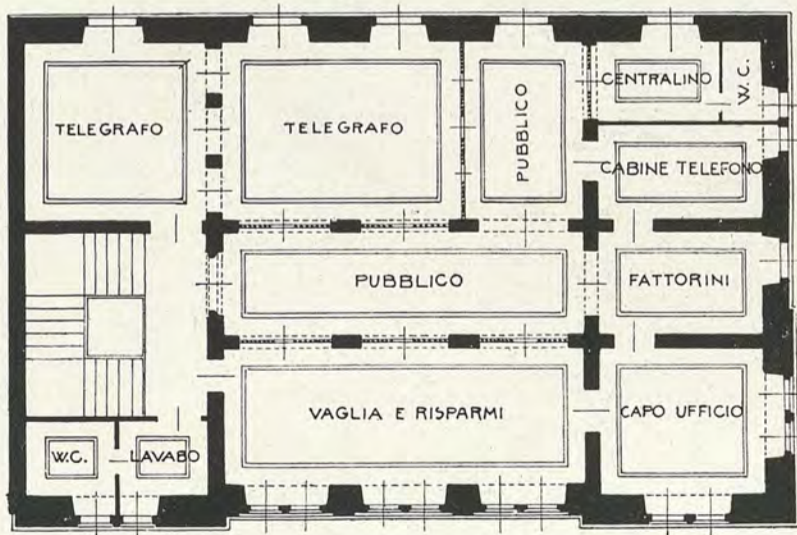 TELEGRAFO
TELEGRAFO
PUBBLICO
CENTRALINO
W.C.
CABINE TELEFONO
PUBBLICO
FATTORINI
VAGLIA E RISPARMI
CAPO UFFICIO
W.C.
LAVABO